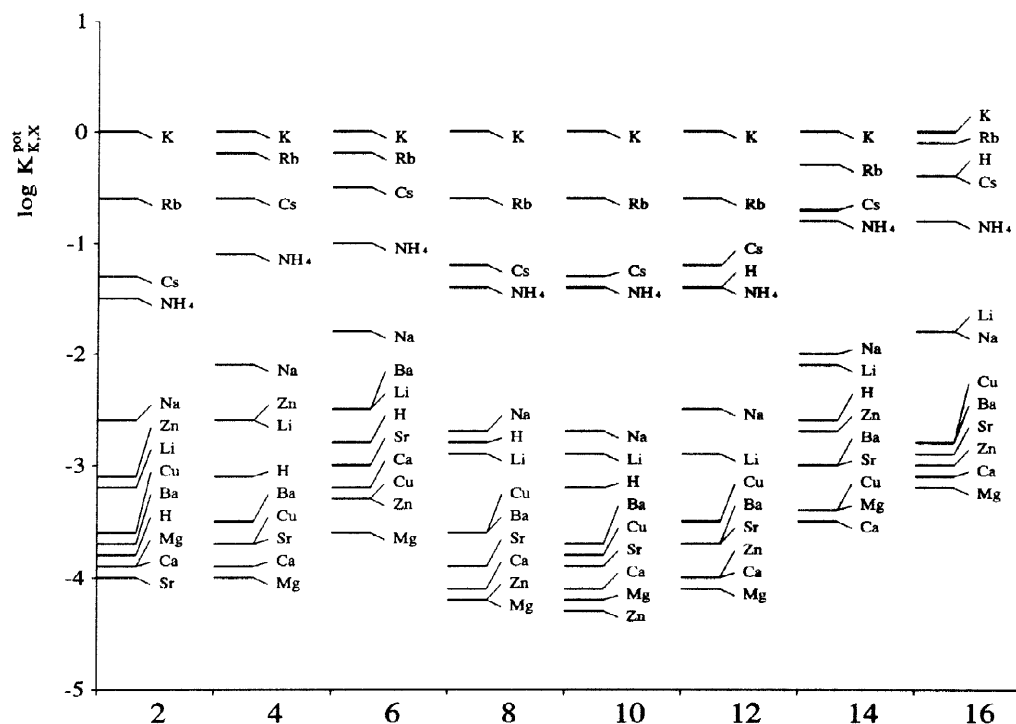 log K^pot_K,X
1
0
-1
-2
-3
-4
-5
K
Rb
Cs
NH₄
Na
Zn
Li
Cu
Ba
H
Mg
Ca
Sr
K
Rb
Cs
NH₄
Na
Zn
Li
H
Ba
Cu
Sr
Ca
Mg
K
Rb
Cs
NH₄
Na
Ba
Li
H
Sr
Ca
Cu
Zn
Mg
K
Rb
Cs
NH₄
Na
H
Li
Cu
Ba
Sr
Ca
Zn
Mg
K
Rb
Cs
NH₄
Na
Li
H
Ba
Cu
Sr
Ca
Mg
Zn
K
Rb
Cs
H
NH₄
Na
Li
Cu
Ba
Sr
Zn
Ca
Mg
K
Rb
Cs
NH₄
Na
Li
H
Zn
Ba
Sr
Cu
Mg
Ca
K
Rb
H
Cs
NH₄
Li
Na
Cu
Ba
Sr
Zn
Ca
Mg
2 4 6 8 10 12 14 16